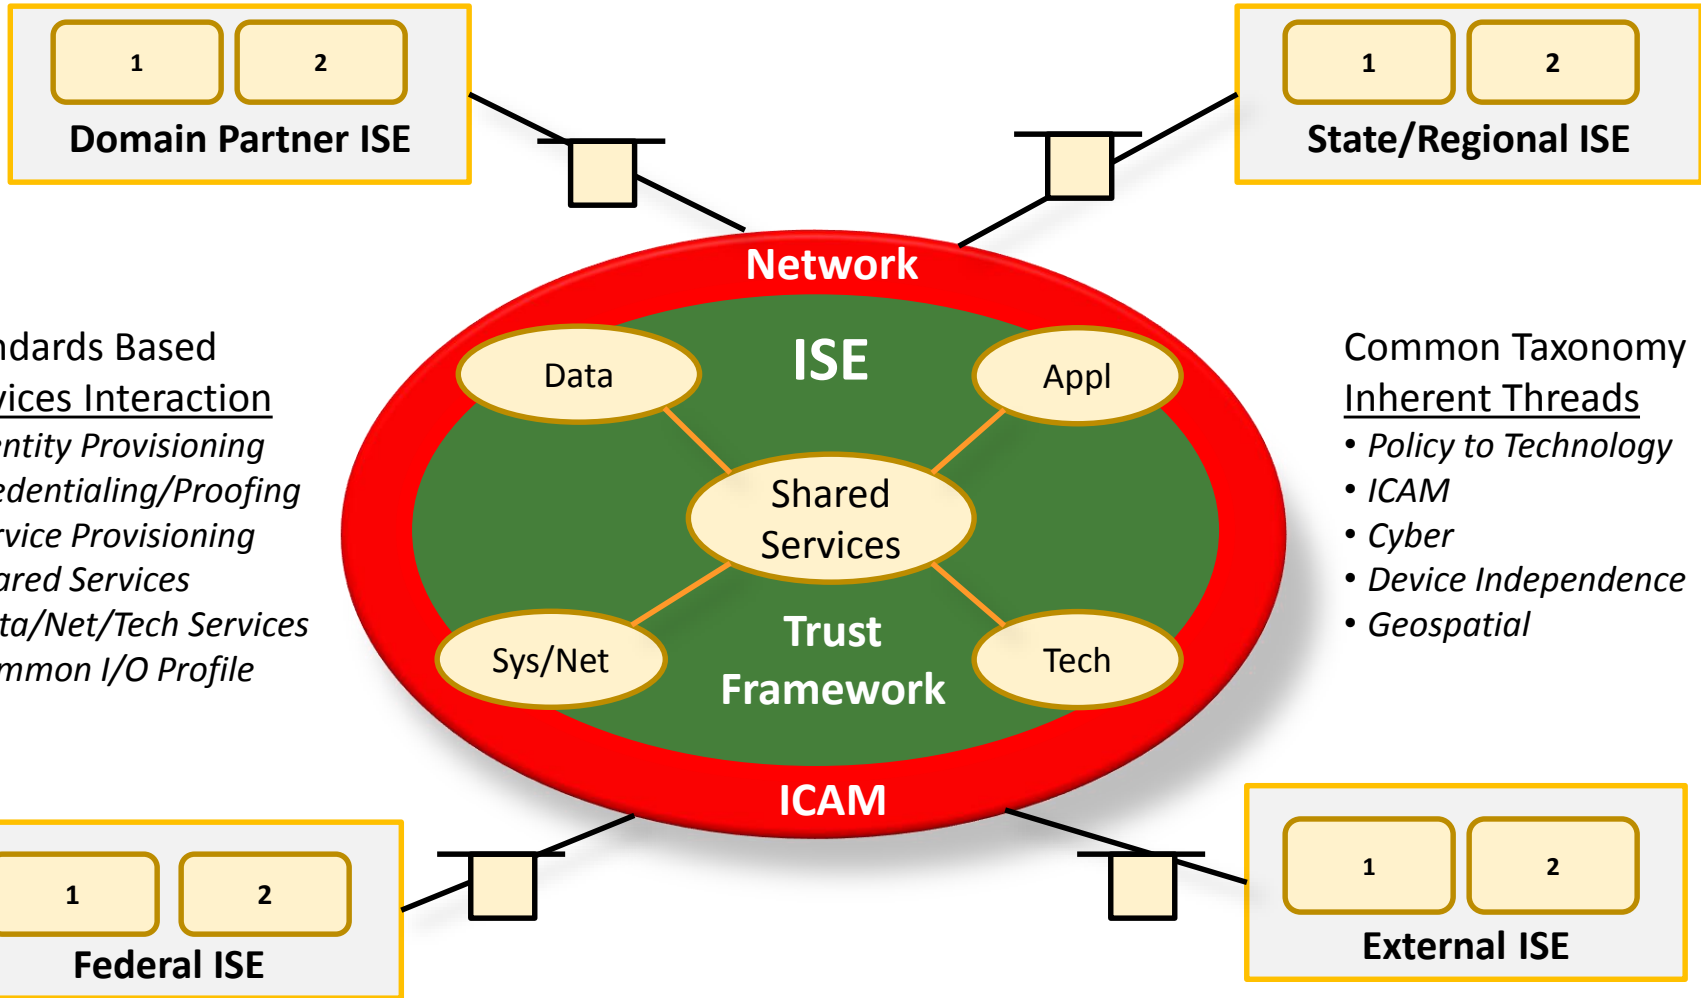 1 2
Domain Partner ISE
1 2
State/Regional ISE
Network
ISE
Data
Appl
Shared
Services
Sys/Net
Tech
Trust
Framework
ICAM
ndards Based
vices Interaction
entity Provisioning
edentialing/Proofing
rvice Provisioning
ared Services
ta/Net/Tech Services
mmon I/O Profile
Common Taxonomy
Inherent Threads
• Policy to Technology
• ICAM
• Cyber
• Device Independence
• Geospatial
1 2
Federal ISE
1 2
External ISE